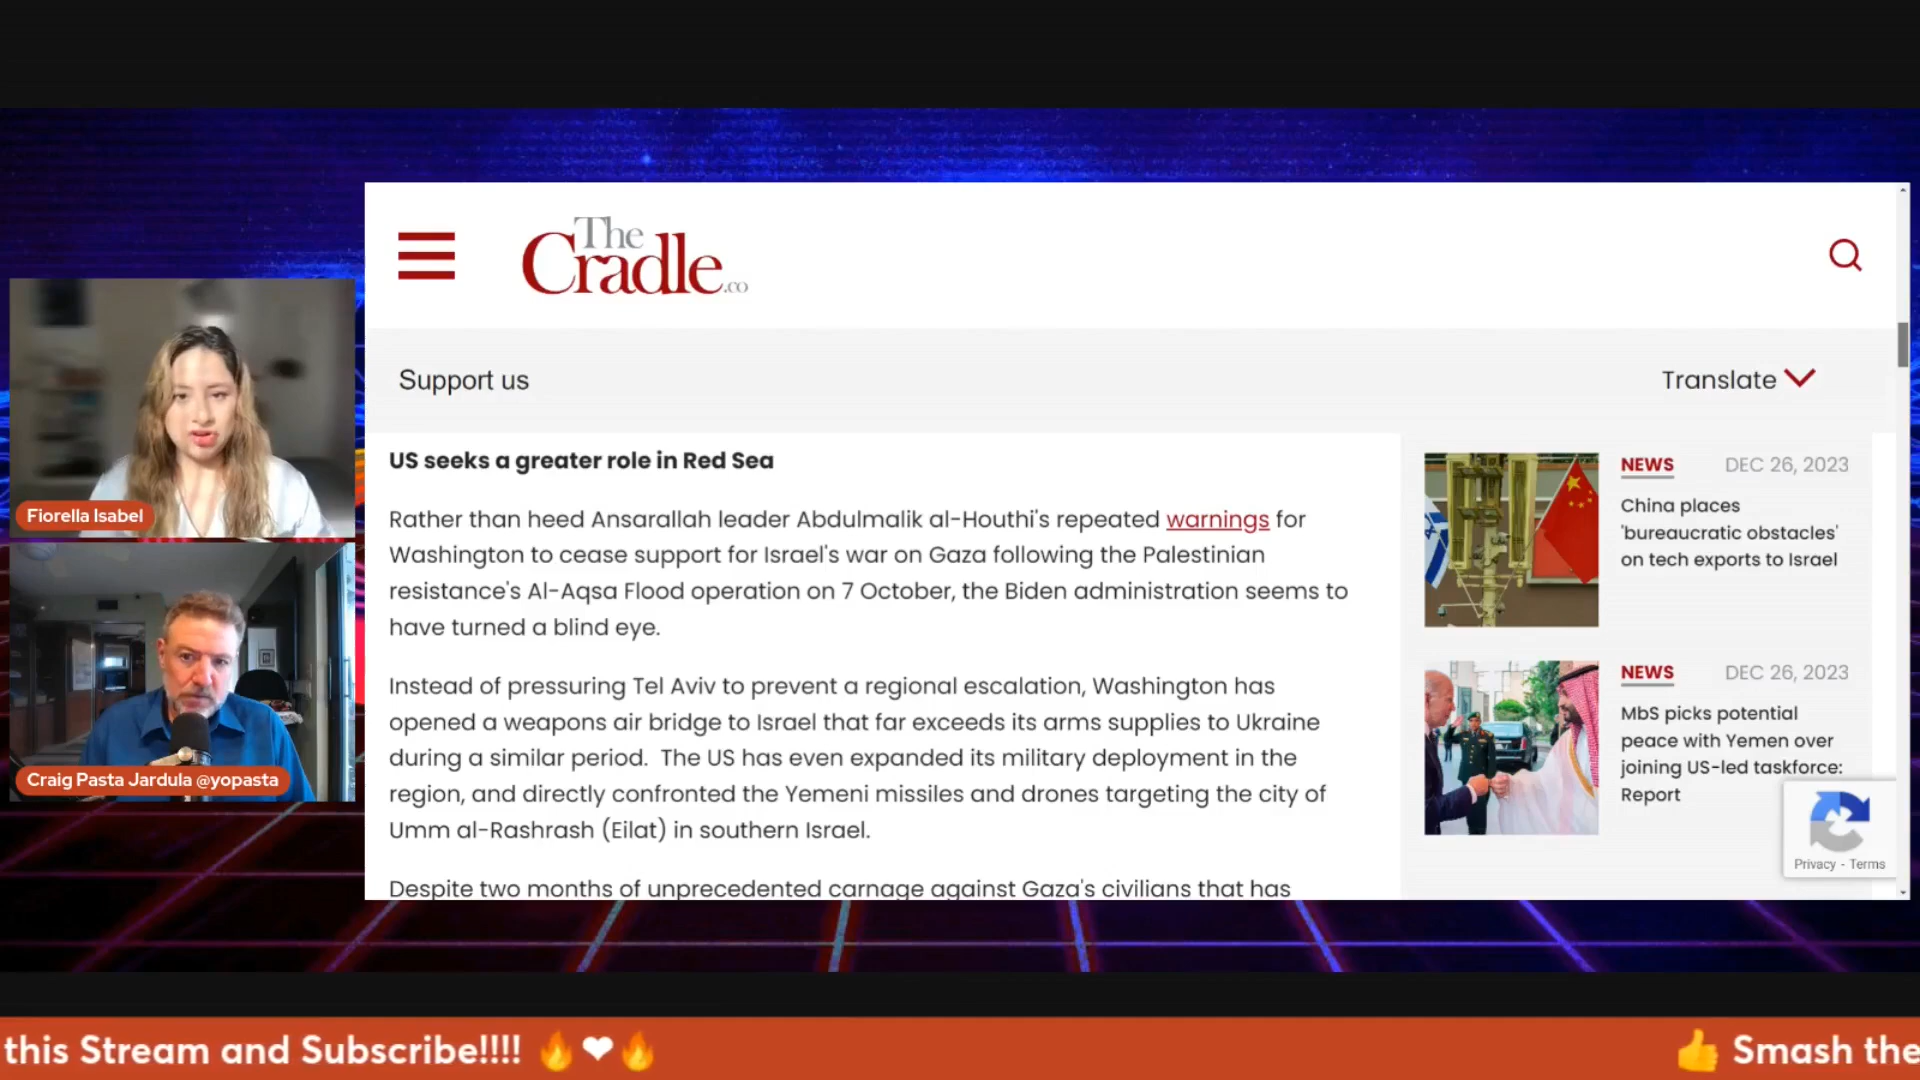 The
Cradle.co
Support us
Translate
US seeks a greater role in Red Sea
Rather than heed Ansarallah leader Abdulmalik al-Houthi's repeated warnings for
Washington to cease support for Israel's war on Gaza following the Palestinian
resistance's Al-Aqsa Flood operation on 7 October, the Biden administration seems to
have turned a blind eye.
Instead of pressuring Tel Aviv to prevent a regional escalation, Washington has
opened a weapons air bridge to Israel that far exceeds its arms supplies to Ukraine
during a similar period. The US has even expanded its military deployment in the
region, and directly confronted the Yemeni missiles and drones targeting the city of
Umm al-Rashrash (Eilat) in southern Israel.
Despite two months of unprecedented carnage against Gaza's civilians that has
NEWS DEC 26, 2023
China places
'bureaucratic obstacles'
on tech exports to Israel
NEWS DEC 26, 2023
MbS picks potential
peace with Yemen over
joining US-led taskforce:
Report
Privacy - Terms
Fiorella Isabel
Craig Pasta Jardula @yopasta
this Stream and Subscribe!!!! 🔥❤🔥 👍 Smash the